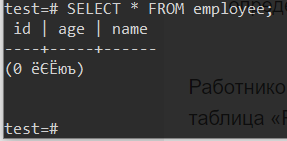 test=# SELECT * FROM employee;
 id | age | name
----+-----+------
(0 ёЄЁюъ)
test=#
Работнико
таблица «Р